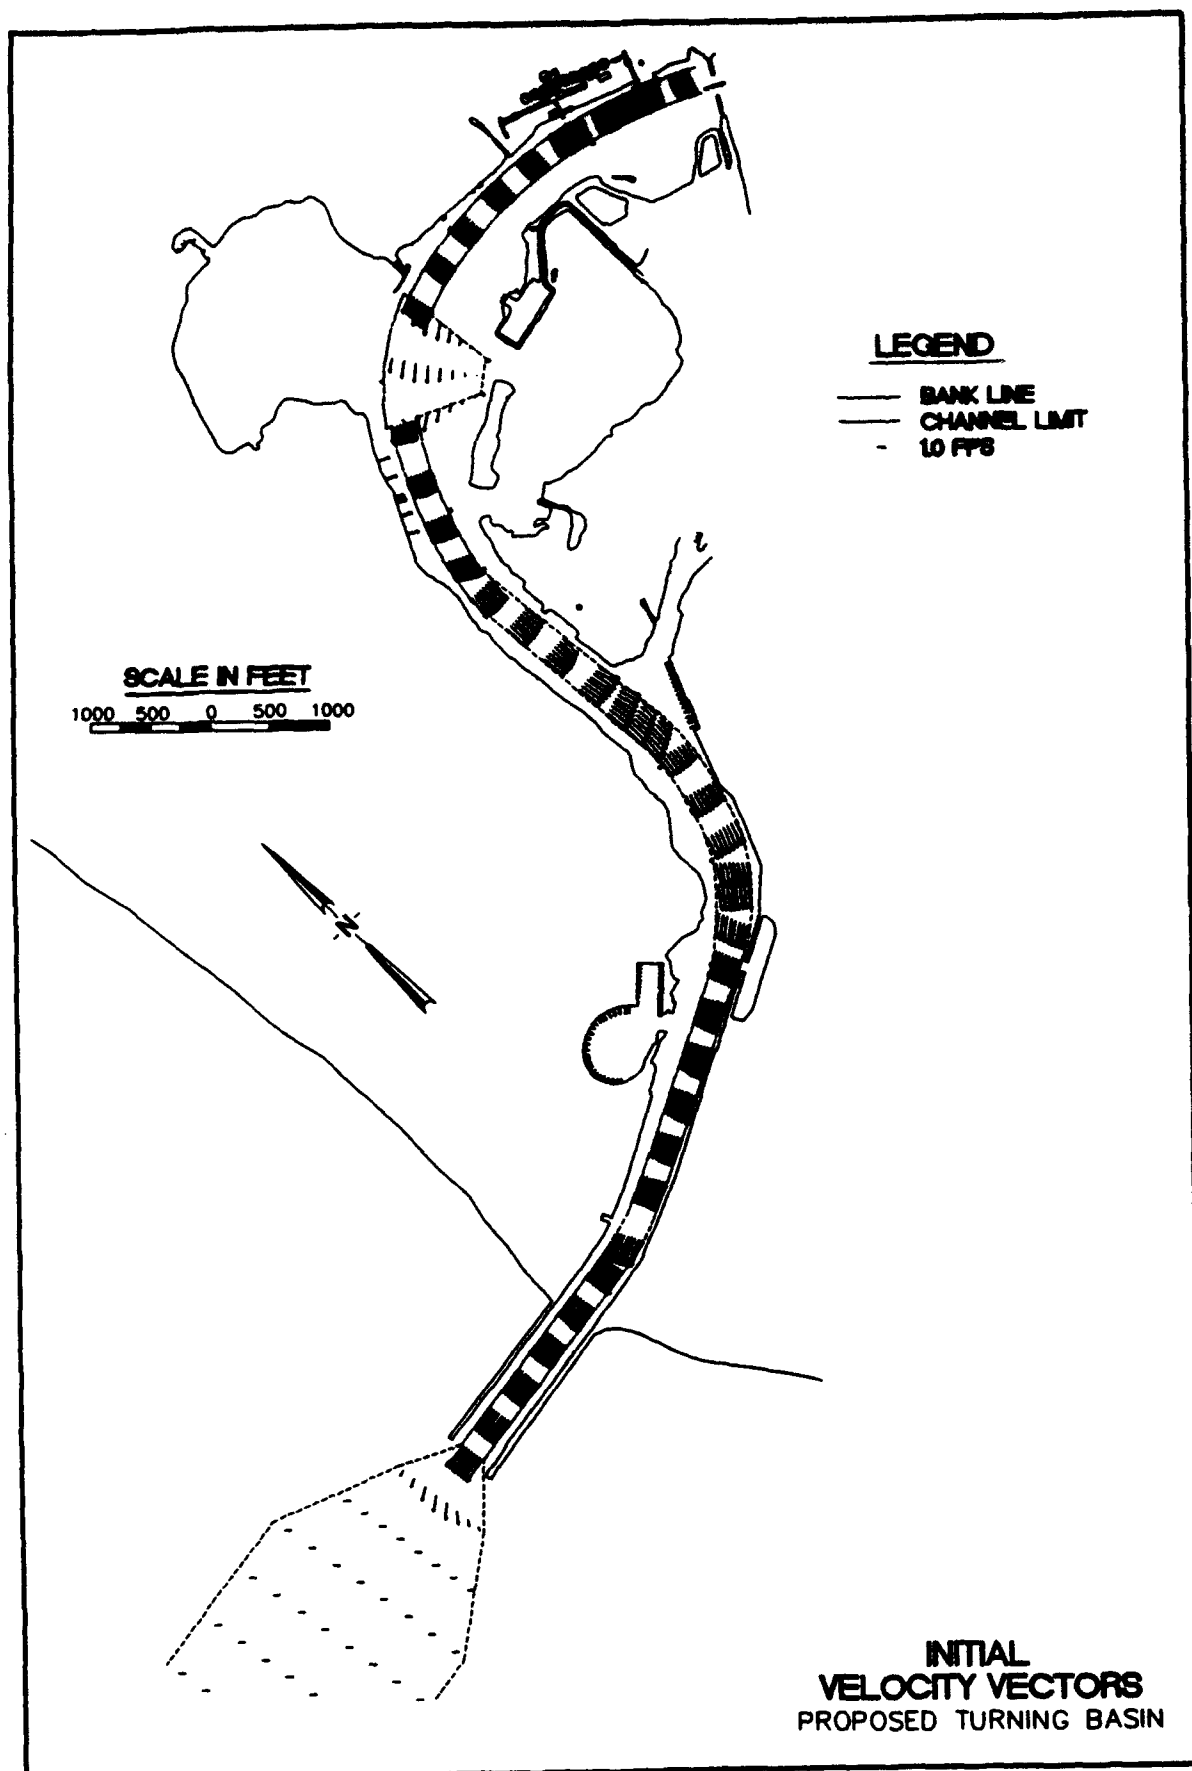 LEGEND
BANK LINE
CHANNEL LIMIT
1.0 FPS
SCALE IN FEET
1000 500 0 500 1000
N
INITIAL
VELOCITY VECTORS
PROPOSED TURNING BASIN